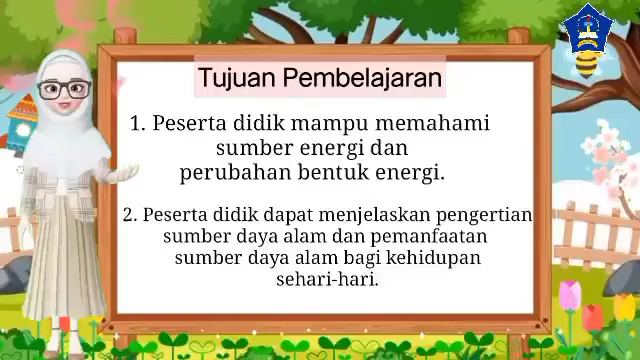 Tujuan Pembelajaran
1. Peserta didik mampu memahami
sumber energi dan
perubahan bentuk energi.
2. Peserta didik dapat menjelaskan pengertian
sumber daya alam dan pemanfaatan
sumber daya alam bagi kehidupan
sehari-hari.